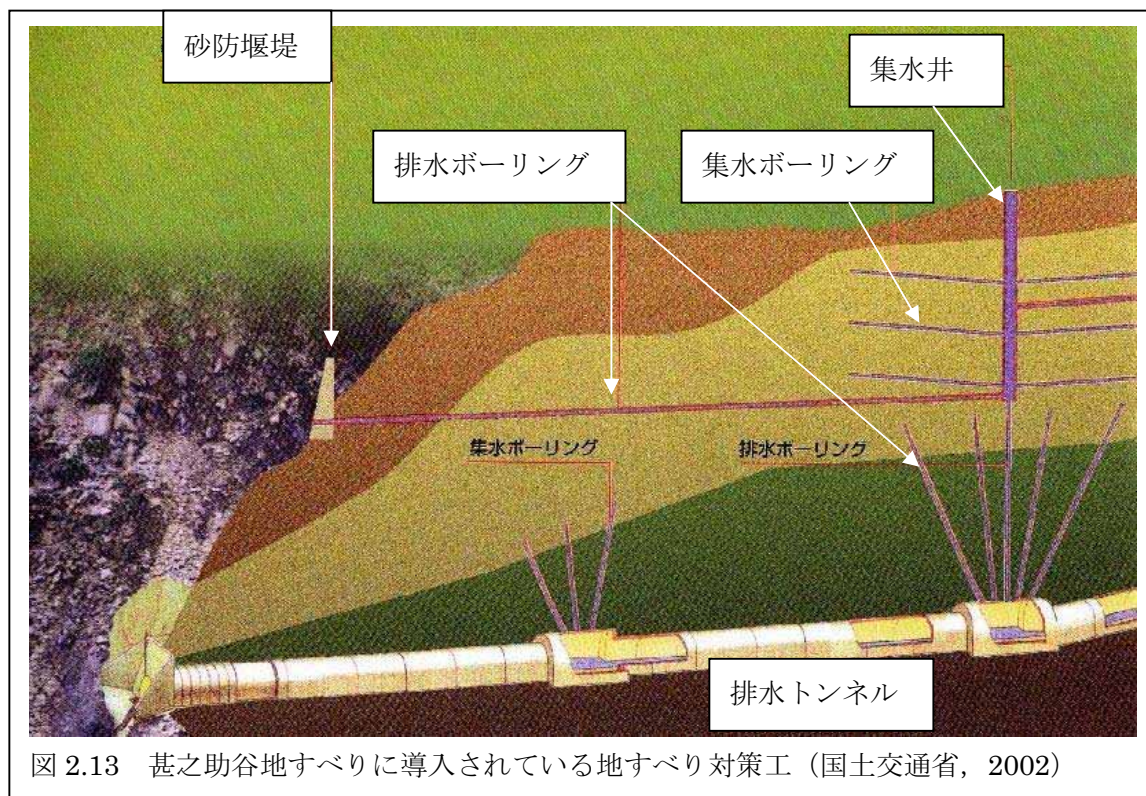 砂防堰堤
集水井
排水ボーリング
集水ボーリング
集水ボーリング
排水ボーリング
排水トンネル
図 2.13 甚之助谷地すべりに導入されている地すべり対策工（国土交通省，2002）